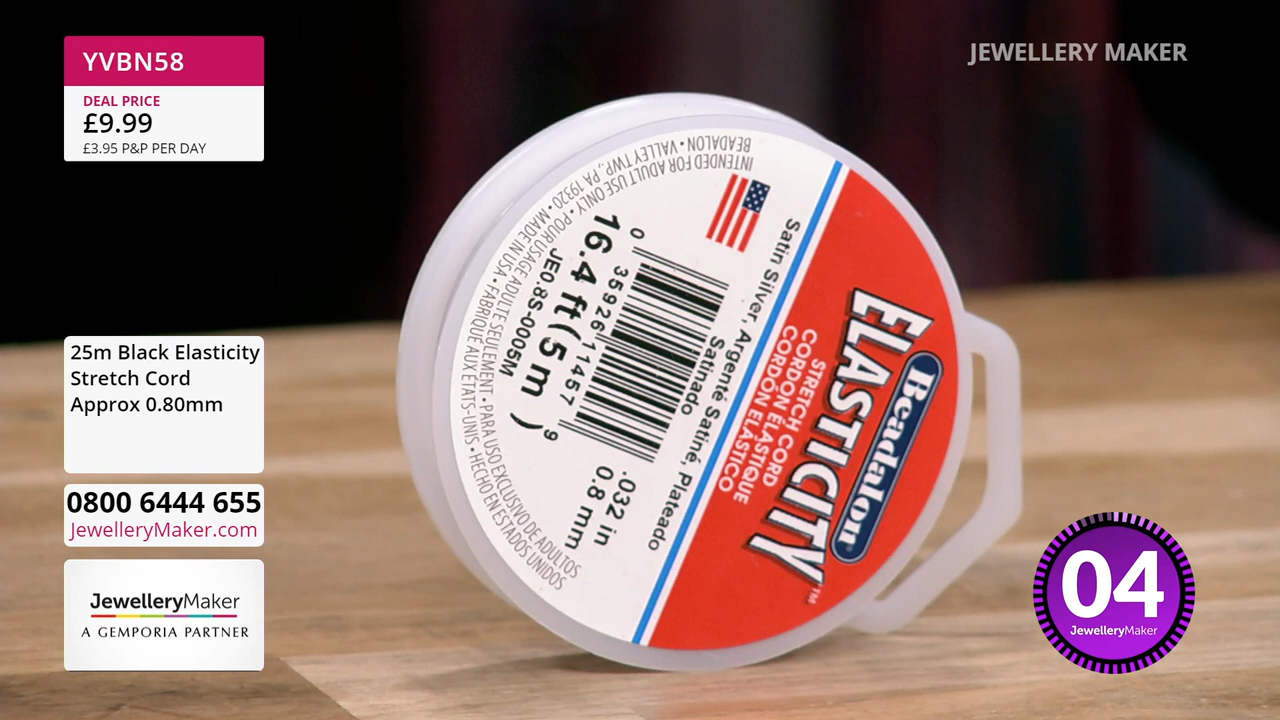 YVBN58
DEAL PRICE
£9.99
£3.95 P&P PER DAY
JEWELLERY MAKER
25m Black Elasticity
Stretch Cord
Approx 0.80mm
0800 6444 655
JewelleryMaker.com
JewelleryMaker
A GEMPORIA PARTNER
Beadalon®
ELASTICITY™
STRETCH CORD
CORDON ÉLASTIQUE
CORDÓN ELÁSTICO
Satin Silver, Argenté Satiné, Plateado
Satinado
0 35926 11457 9
.032 in
0.8 mm
16.4 ft (5 m )
JE0.8S-0005M
BEADALON • VALLEY TWP, PA 19320 • MADE IN USA • FABRIQUÉ AUX ÉTATS-UNIS • HECHO EN ESTADOS UNIDOS
INTENDED FOR ADULT USE ONLY • POUR USAGE ADULTE SEULEMENT • PARA USO EXCLUSIVO DE ADULTOS
04
JewelleryMaker